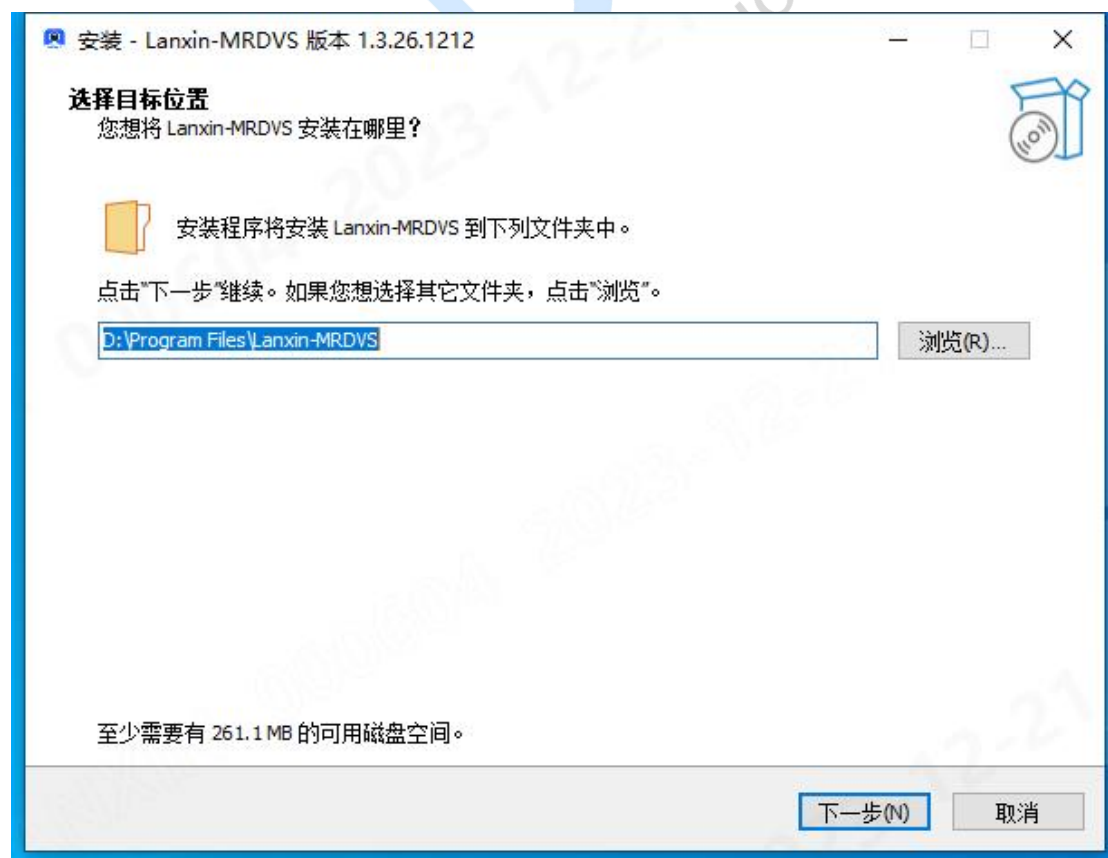 安装 - Lanxin-MRDVS 版本 1.3.26.1212
选择目标位置
您想将 Lanxin-MRDVS 安装在哪里?
安装程序将安装 Lanxin-MRDVS 到下列文件夹中。
点击"下一步"继续。如果您想选择其它文件夹，点击"浏览"。
D:\Program Files\Lanxin-MRDVS
浏览(R)...
至少需要有 261.1 MB 的可用磁盘空间。
下一步(N)
取消